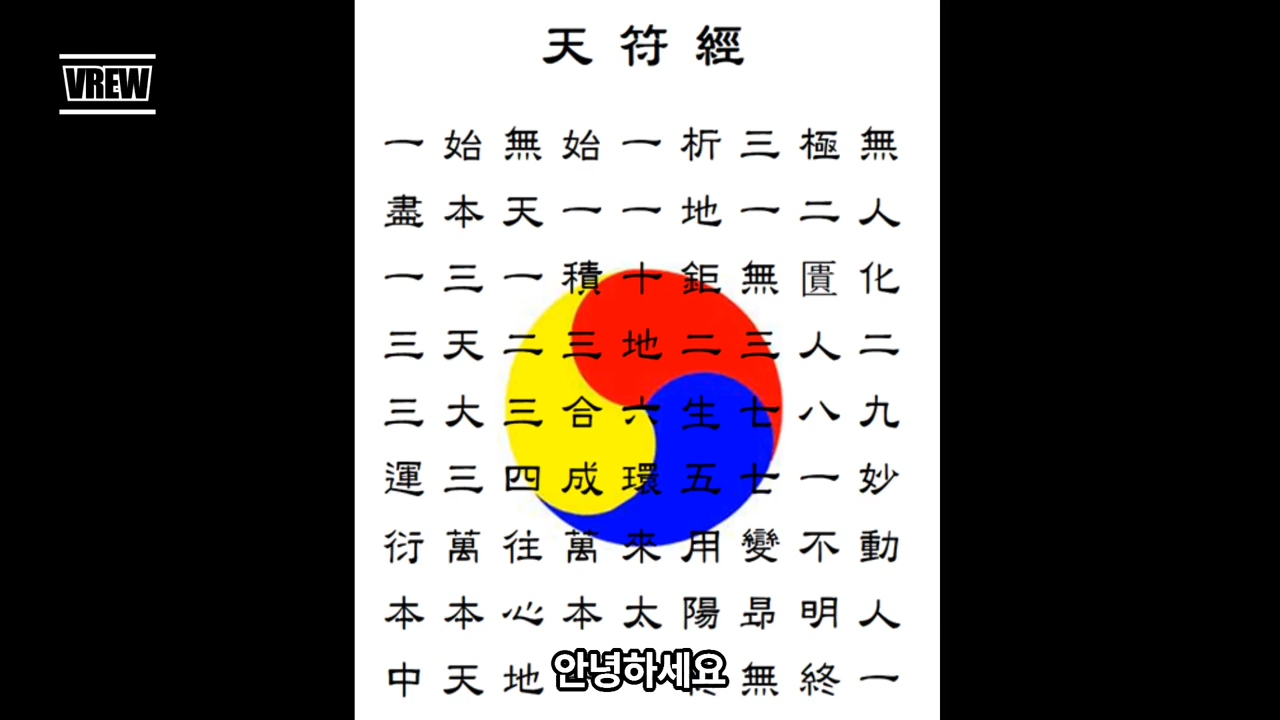 VREW
天符經
一始無始一析三極無
盡本天一一地一二人
一三一積十鉅無匱化
三天二三地二三人二
三大三合六生七八九
運三四成環五七一妙
衍萬往萬來用變不動
本本心本太陽昻明人
中天地 無終一
안녕하세요